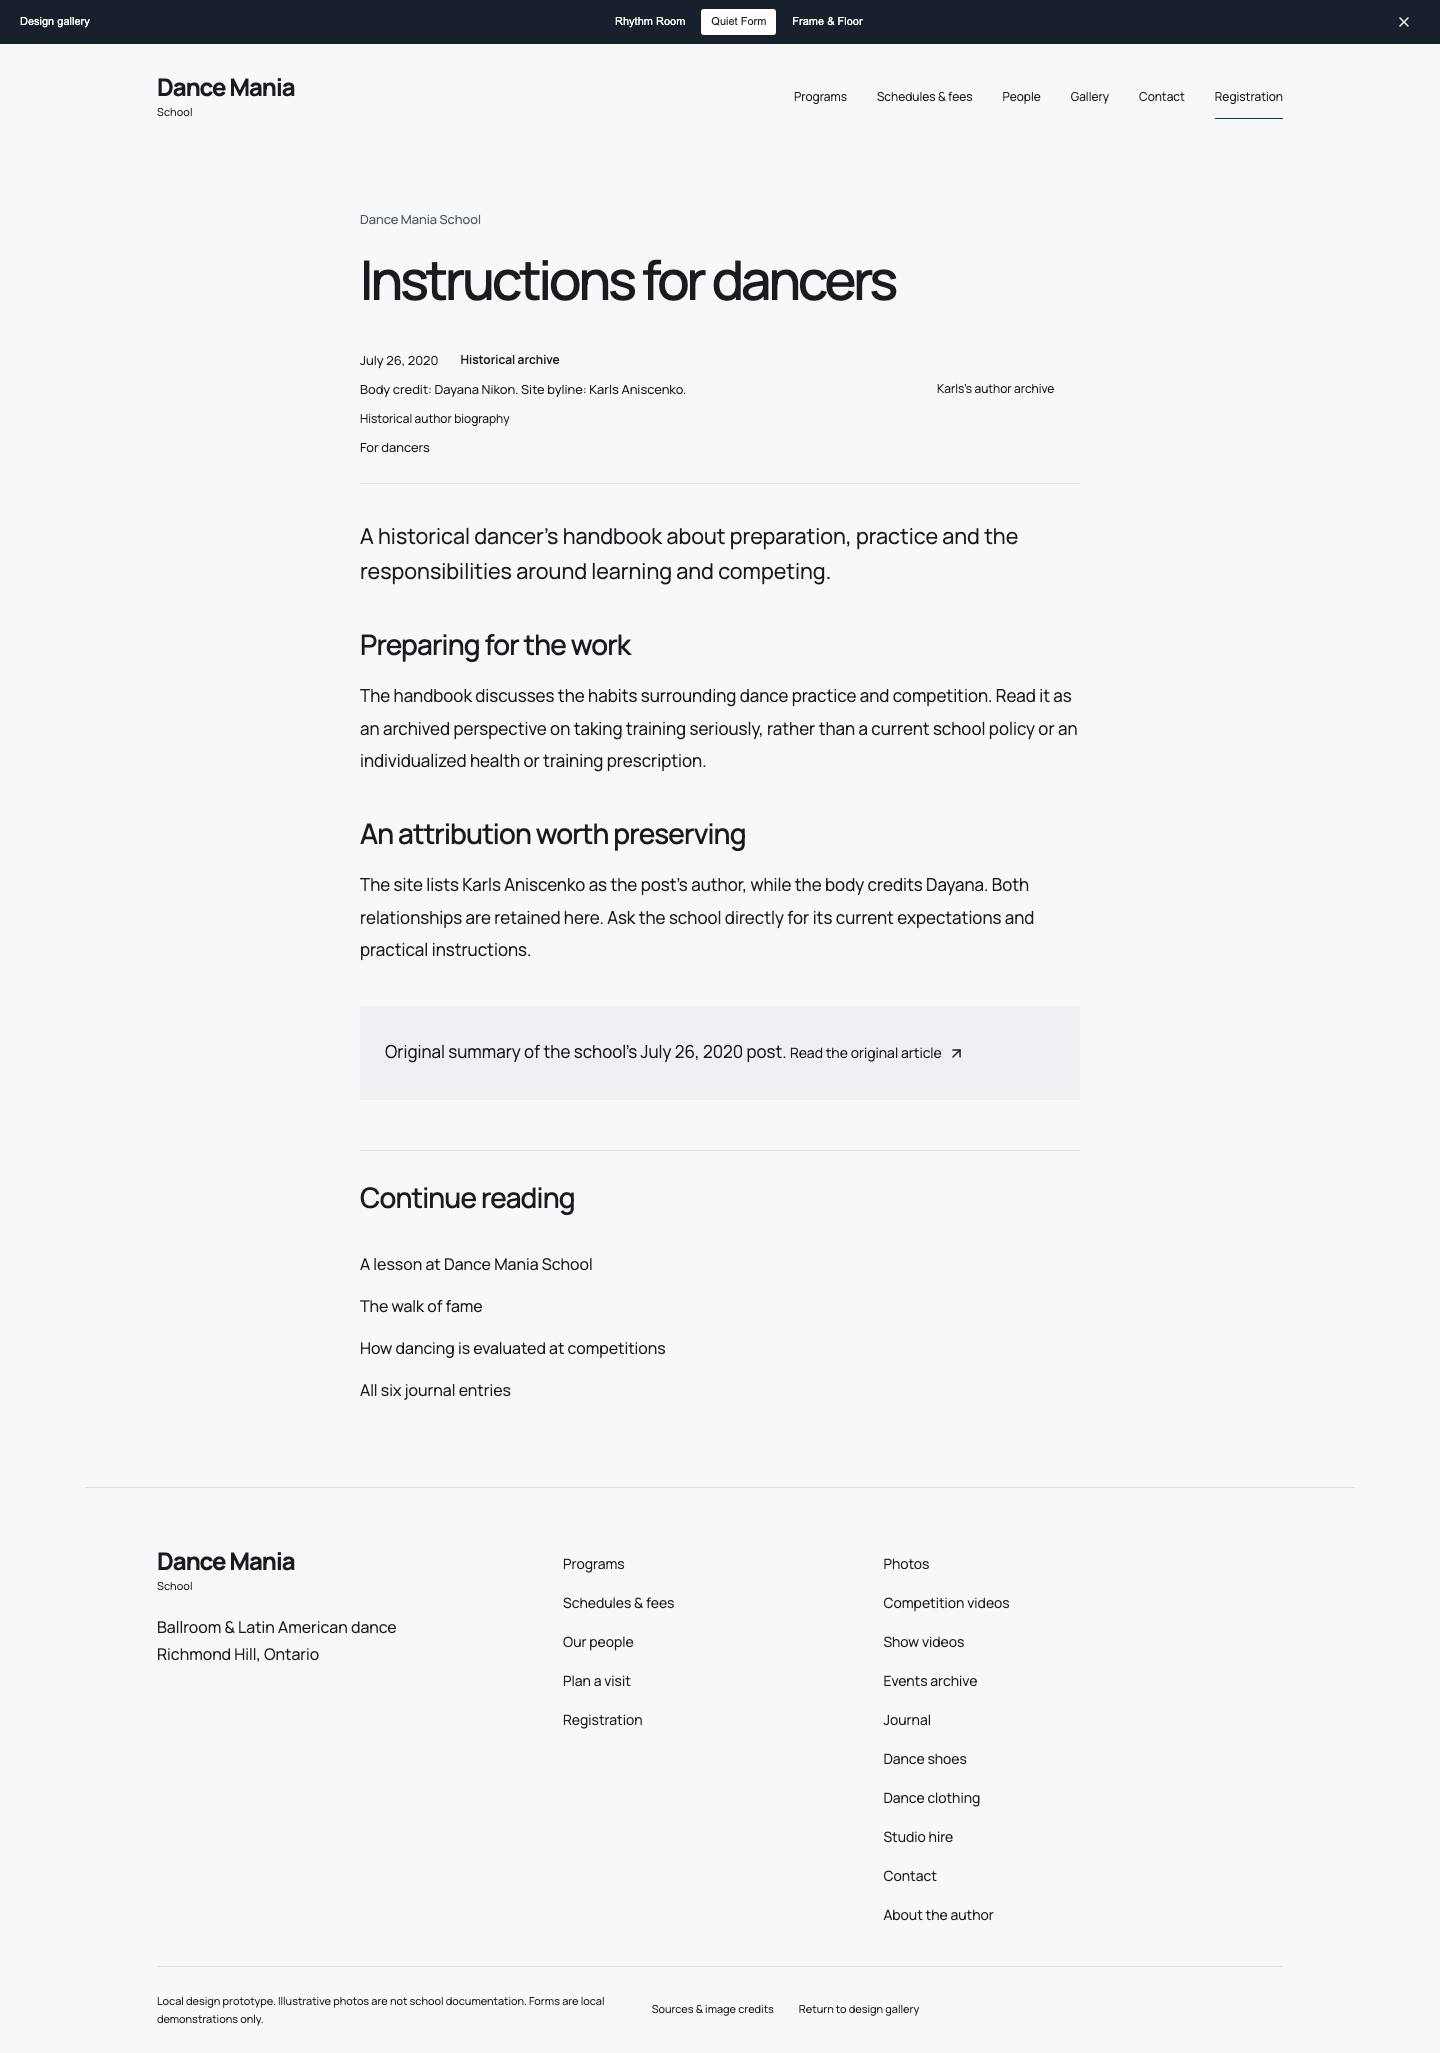 Design gallery
Rhythm Room
Quiet Form
Frame & Floor
Dance Mania
School
Programs
Schedules & fees
People
Gallery
Contact
Registration
Dance Mania School
Instructions for dancers
July 26, 2020
Historical archive
Body credit: Dayana Nikon. Site byline: Karls Aniscenko.
Karls's author archive
Historical author biography
For dancers
A historical dancer’s handbook about preparation, practice and the
responsibilities around learning and competing.
Preparing for the work
The handbook discusses the habits surrounding dance practice and competition. Read it as
an archived perspective on taking training seriously, rather than a current school policy or an
individualized health or training prescription.
An attribution worth preserving
The site lists Karls Aniscenko as the post’s author, while the body credits Dayana. Both
relationships are retained here. Ask the school directly for its current expectations and
practical instructions.
Original summary of the school’s July 26, 2020 post. Read the original article
Continue reading
A lesson at Dance Mania School
The walk of fame
How dancing is evaluated at competitions
All six journal entries
Dance Mania
School
Ballroom & Latin American dance
Richmond Hill, Ontario
Programs
Schedules & fees
Our people
Plan a visit
Registration
Photos
Competition videos
Show videos
Events archive
Journal
Dance shoes
Dance clothing
Studio hire
Contact
About the author
Local design prototype. Illustrative photos are not school documentation. Forms are local
demonstrations only.
Sources & image credits
Return to design gallery